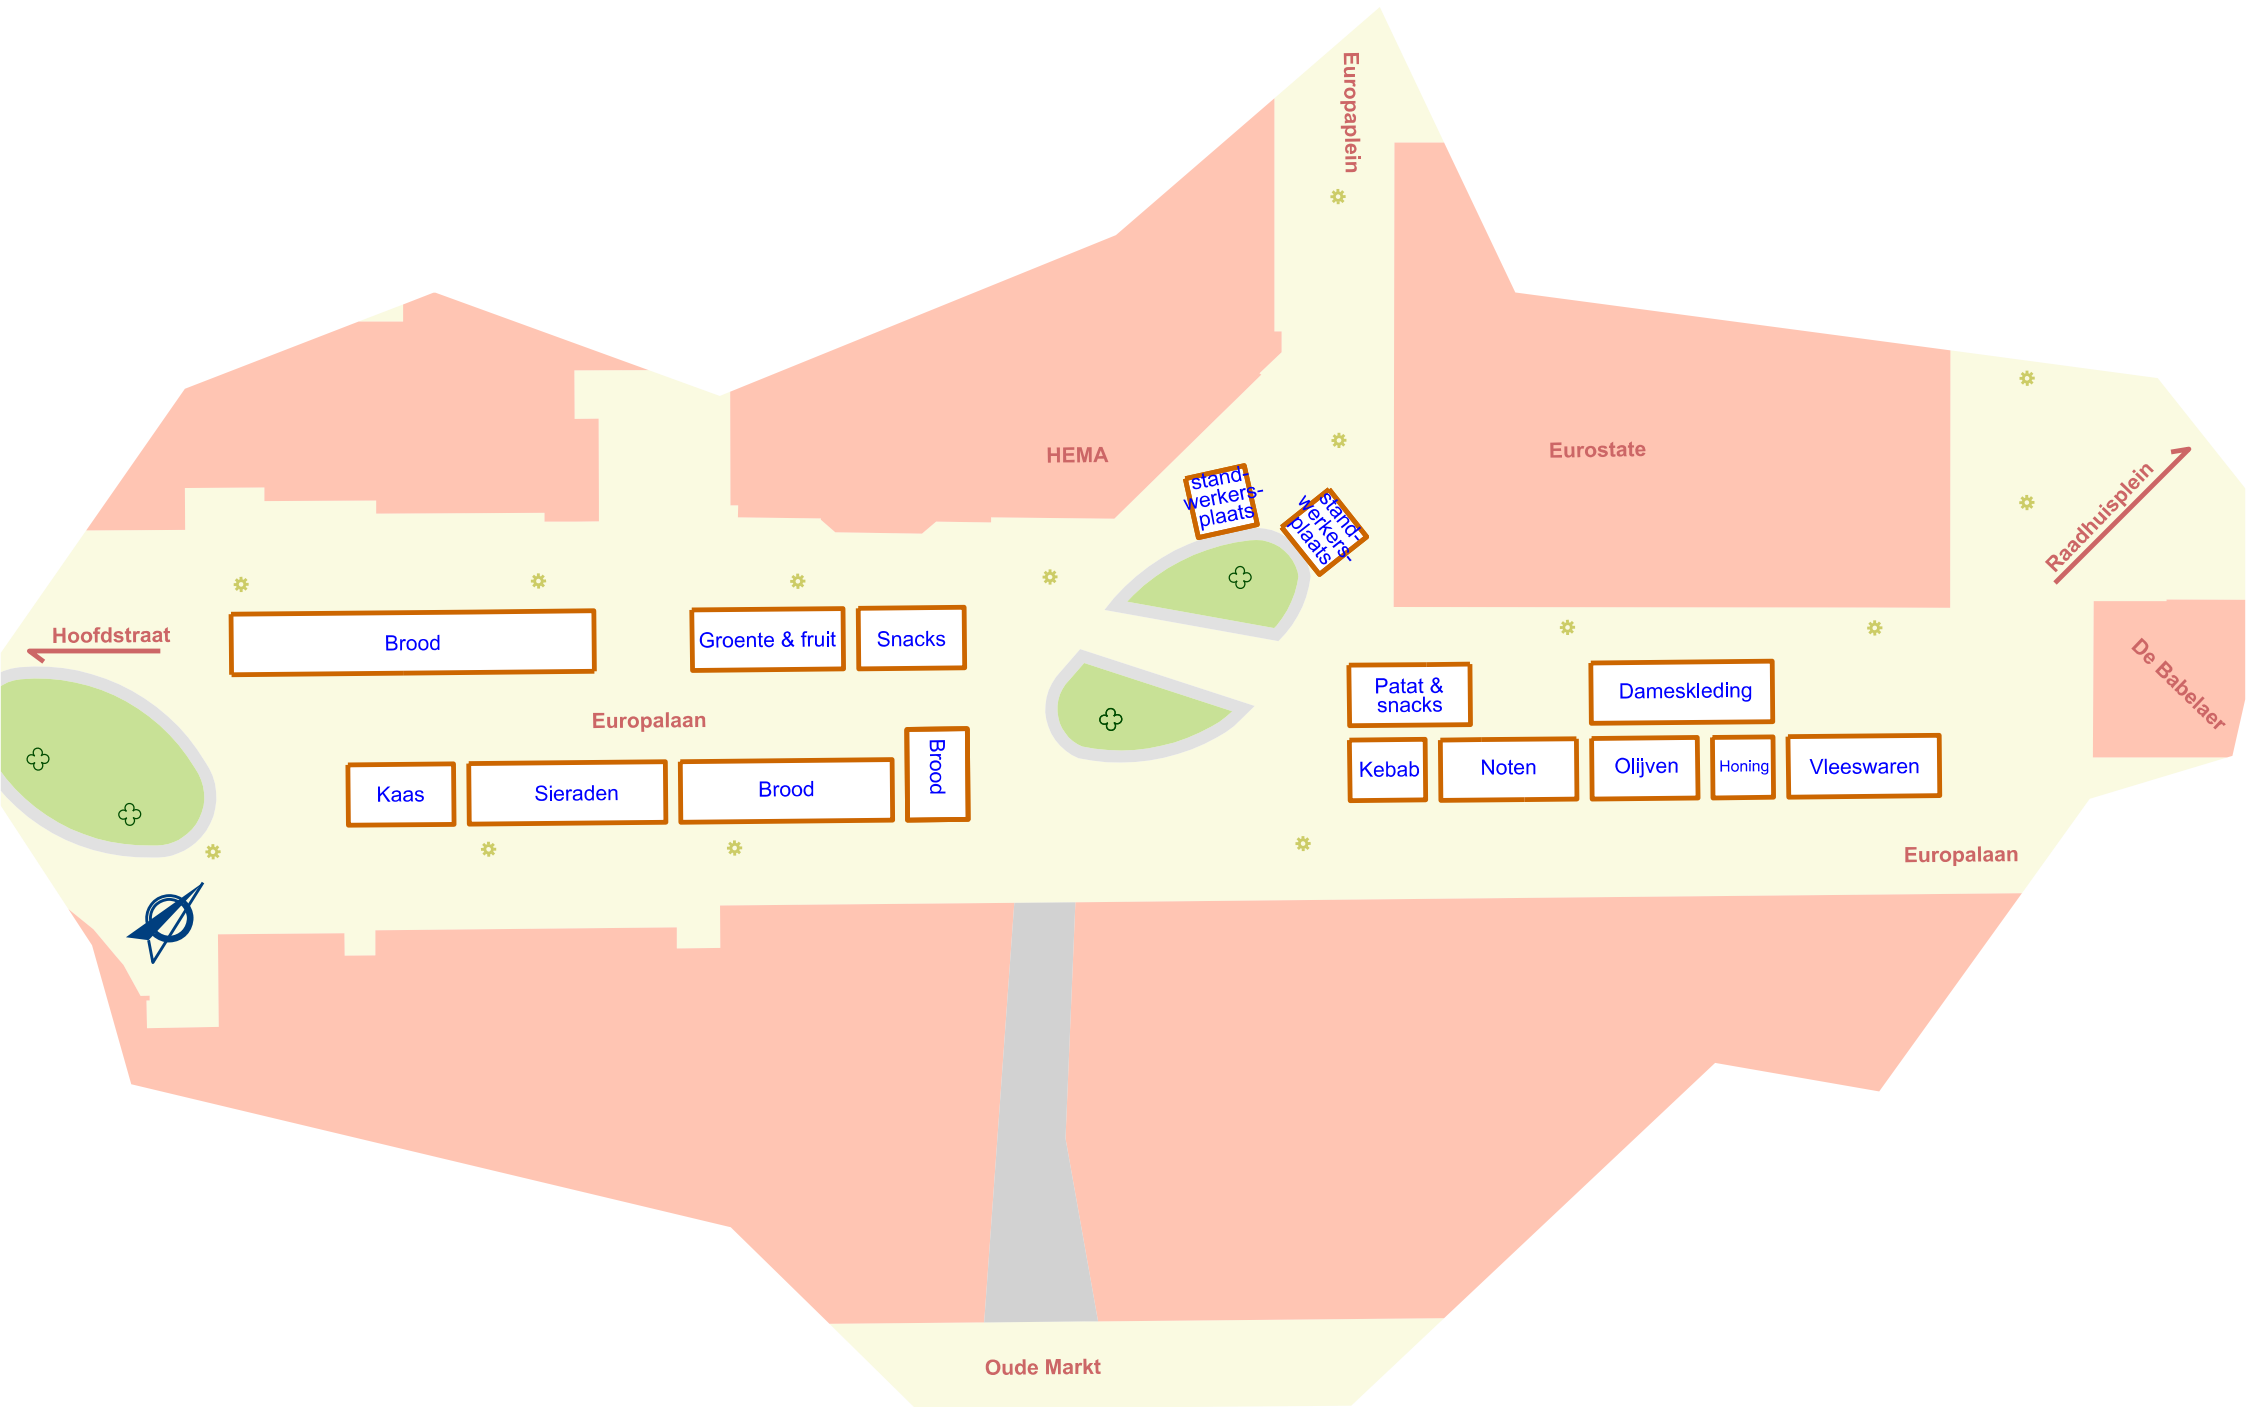 Europaplein
HEMA
Eurostate
stand-
werkers-
plaats
stand-
werkers-
plaats
Raadhuisplein
Hoofdstraat
Brood
Groente & fruit
Snacks
De Babelaer
Patat &
snacks
Dameskleding
Europalaan
Kaas
Sieraden
Brood
Brood
Kebab
Noten
Olijven
Honing
Vleeswaren
Europalaan
Oude Markt